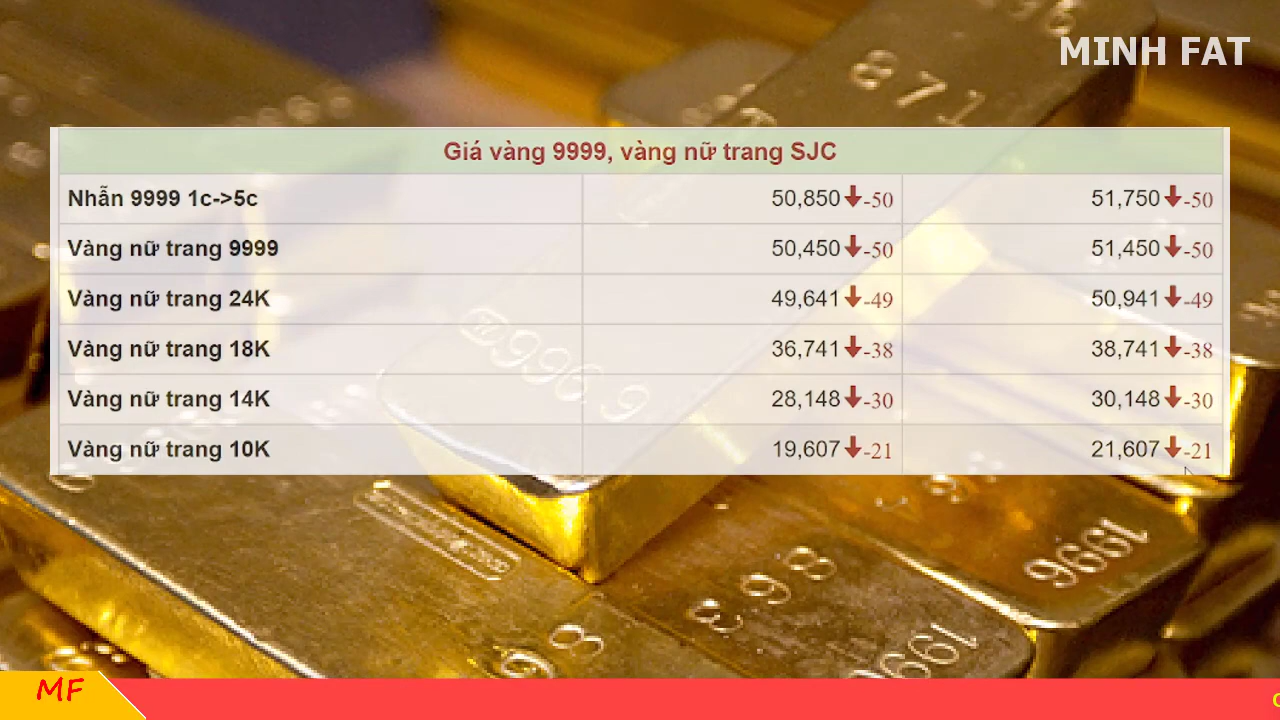 MINH FAT
871
Giá vàng 9999, vàng nữ trang SJC
Nhẫn 9999 1c->5c 50,850 -50 51,750 -50
Vàng nữ trang 9999 50,450 -50 51,450 -50
Vàng nữ trang 24K 49,641 -49 50,941 -49
Vàng nữ trang 18K 36,741 -38 38,741 -38
Vàng nữ trang 14K 28,148 -30 30,148 -30
Vàng nữ trang 10K 19,607 -21 21,607 -21
1996
863
MF